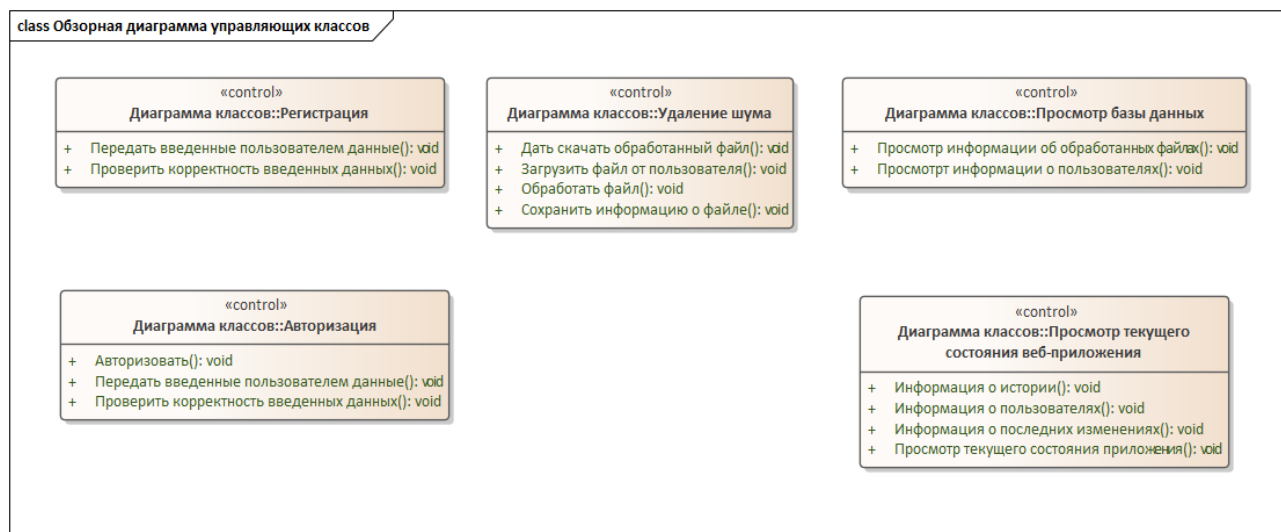 class Обзорная диаграмма управляющих классов
«control»
Диаграмма классов::Регистрация
+ Передать введенные пользователем данные(): void
+ Проверить корректность введенных данных(): void
«control»
Диаграмма классов::Удаление шума
+ Дать скачать обработанный файл(): void
+ Загрузить файл от пользователя(): void
+ Обработать файл(): void
+ Сохранить информацию о файле(): void
«control»
Диаграмма классов::Просмотр базы данных
+ Просмотр информации об обработанных файлах(): void
+ Просмотрт информации о пользователях(): void
«control»
Диаграмма классов::Авторизация
+ Авторизовать(): void
+ Передать введенные пользователем данные(): void
+ Проверить корректность введенных данных(): void
«control»
Диаграмма классов::Просмотр текущего
состояния веб-приложения
+ Информация о истории(): void
+ Информация о пользователях(): void
+ Информация о последних изменениях(): void
+ Просмотр текущего состояния приложения(): void